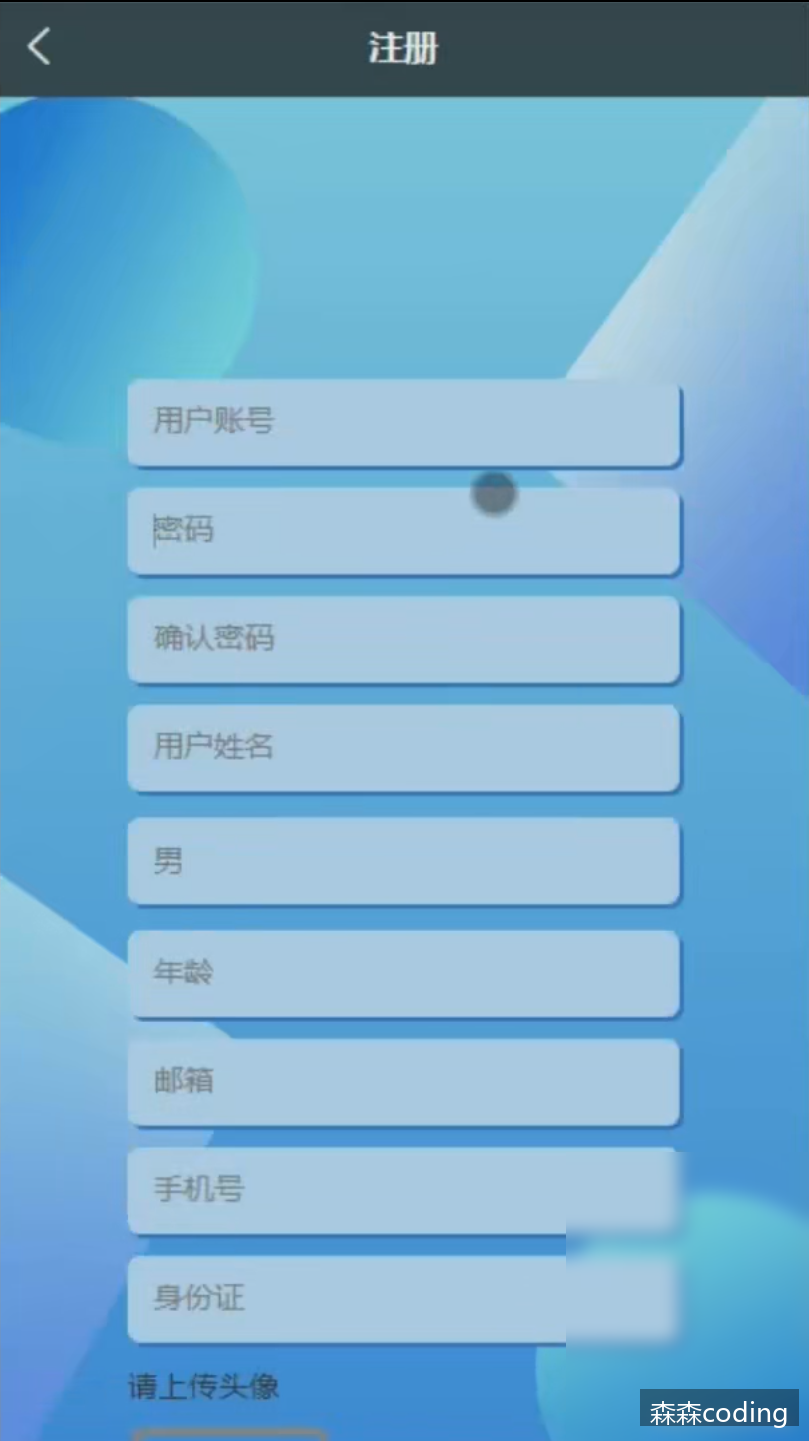 注册
用户账号
密码
确认密码
用户姓名
男
年龄
邮箱
手机号
身份证
请上传头像
森森coding